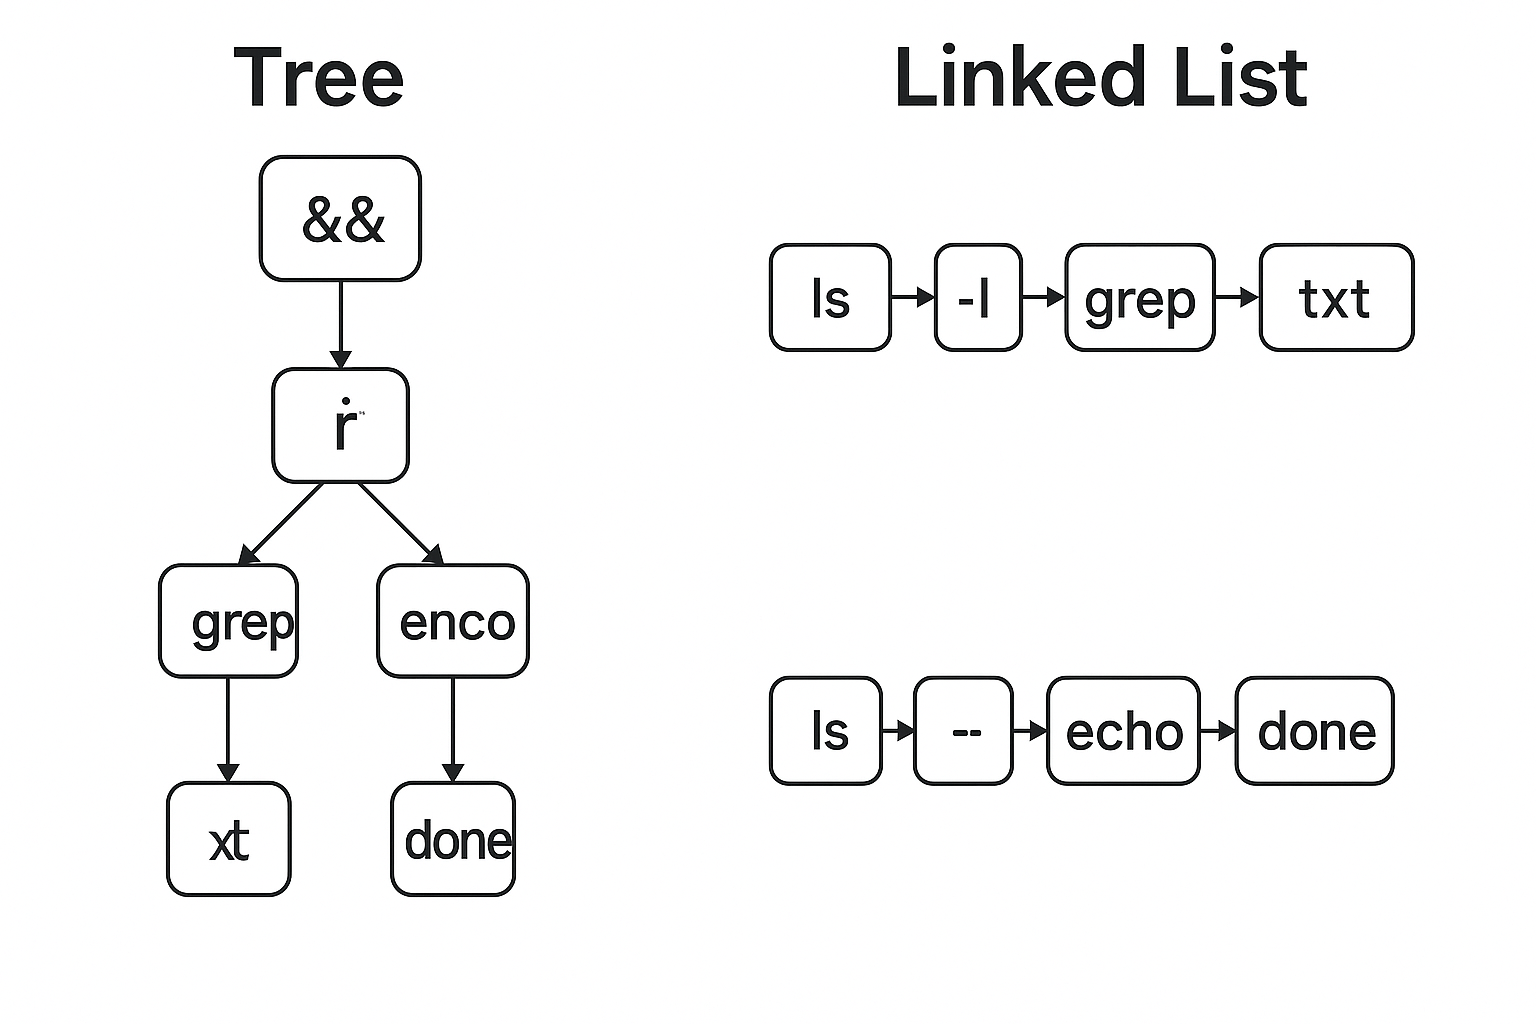 Tree
Linked List
&&
ṙ
grep
enco
xt
done
ls
-l
grep
txt
ls
--
echo
done